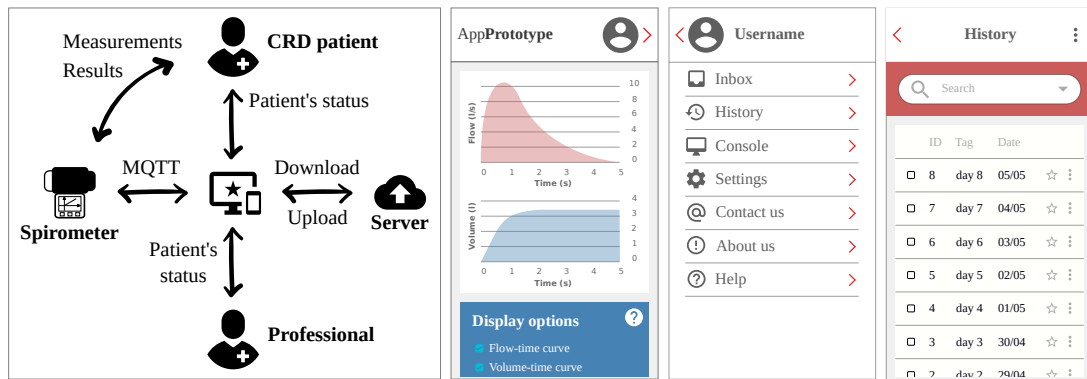 Measurements
Results
CRD patient
Patient's status
MQTT
Download
Upload
Spirometer
Server
Patient's
status
Professional
AppPrototype
Flow (l/s)
10
8
6
4
2
0
0 1 2 3 4 5
Time (s)
Volume (l)
4
3
2
1
0
0 1 2 3 4 5
Time (s)
Display options
?
Flow-time curve
Volume-time curve
Username
Inbox
History
Console
Settings
Contact us
About us
Help
History
Search
ID Tag Date
8 day 8 05/05
7 day 7 04/05
6 day 6 03/05
5 day 5 02/05
4 day 4 01/05
3 day 3 30/04
2 day 2 29/04